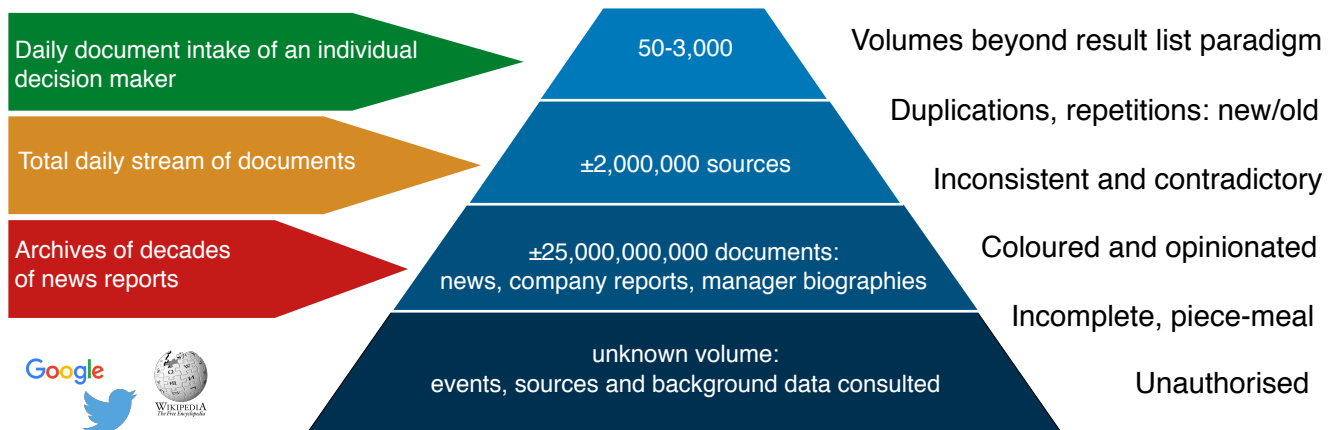 Daily document intake of an individual
decision maker
50-3,000
Volumes beyond result list paradigm
Duplications, repetitions: new/old
Total daily stream of documents
±2,000,000 sources
Inconsistent and contradictory
Archives of decades
of news reports
±25,000,000,000 documents:
news, company reports, manager biographies
Coloured and opinionated
Incomplete, piece-meal
unknown volume:
events, sources and background data consulted
Unauthorised
Google
WIKIPEDIA
The Free Encyclopedia